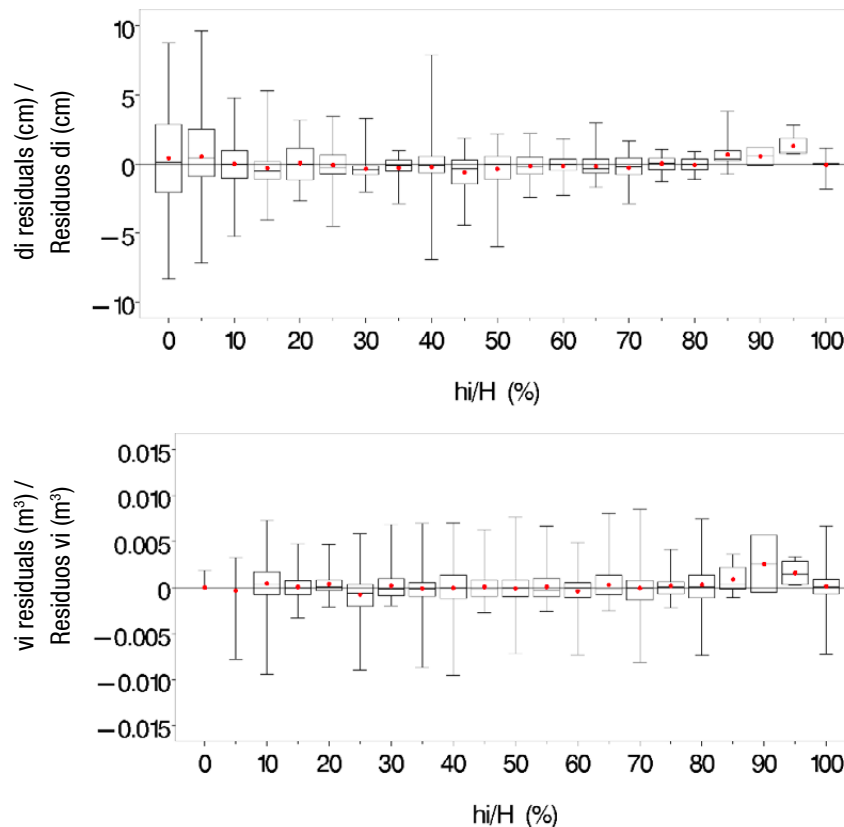 di residuals (cm) /
Residuos di (cm)
10
5
0
−5
−10
0 10 20 30 40 50 60 70 80 90 100
hi/H (%)
vi residuals (m³) /
Residuos vi (m³)
0.015
0.010
0.005
0
−0.005
−0.010
−0.015
0 10 20 30 40 50 60 70 80 90 100
hi/H (%)